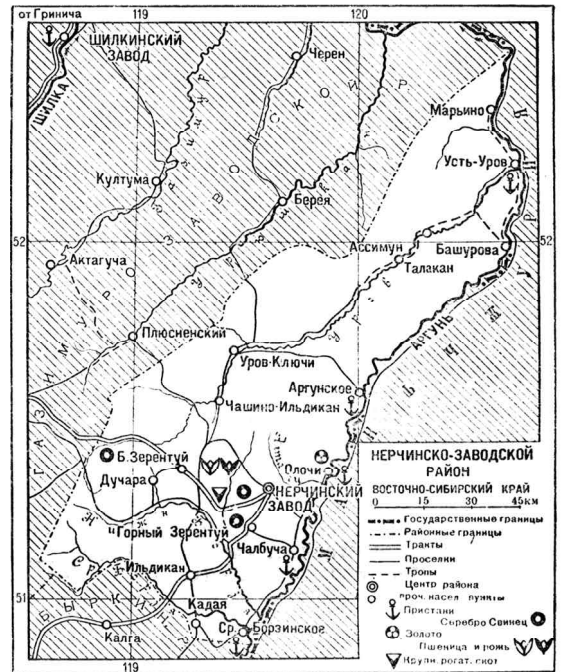 от Гринича
119
120
ШИЛКИНСКИЙ
ЗАВОД
Черен
ШИЛКА
Марьино
Усть-Уров
Култума
Берея
52
52
Ассимун
Башурова
Актагуча
Талакан
АРГУНЬ
Плюсненский
Уров-Ключи
Аргунское
Чашино-Ильдикан
Б.Зерентуй
Олочи
Дучара
НЕРЧИНСКИЙ
ЗАВОД
Горный Зерентуй
Чалбуча
Ильдикан
51
Кадая
Калга
Ср. Борзинское
119
НЕРЧИНСКО-ЗАВОДСКОЙ
РАЙОН
ВОСТОЧНО-СИБИРСКИЙ КРАЙ
0 15 30 45км
Государственные границы
Районные границы
Тракты
Проселки
Тропы
Центр района
проч. насел пункты
Пристани
Серебро Свинец
Золото
Пшеница и рожь
Крупн. рогат. скот